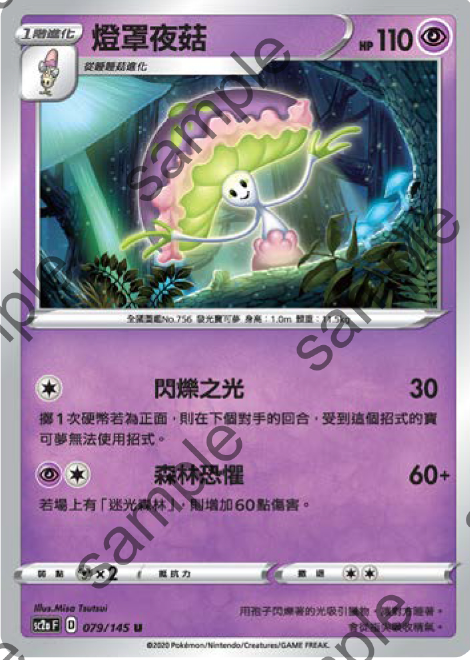 1階進化
燈罩夜菇
HP 110
從睡睡菇進化
全國圖鑑No.756 發光寶可夢 身高:1.0m 體重:11.5kg
閃爍之光 30
擲1次硬幣若為正面,則在下個對手的回合,受到這個招式的寶
可夢無法使用招式。
森林恐懼 60+
若場上有「迷光森林」,則增加60點傷害。
弱點 ×2 抵抗力 撤退
Illus.Misa Tsutsui
用孢子閃爍著的光吸引獵物,讓對方睡著。
會從指尖吸收精氣。
sc2a F D 079/145 U
©2020 Pokémon/Nintendo/Creatures/GAME FREAK.
sample
sample
sample
sample
sample
sample